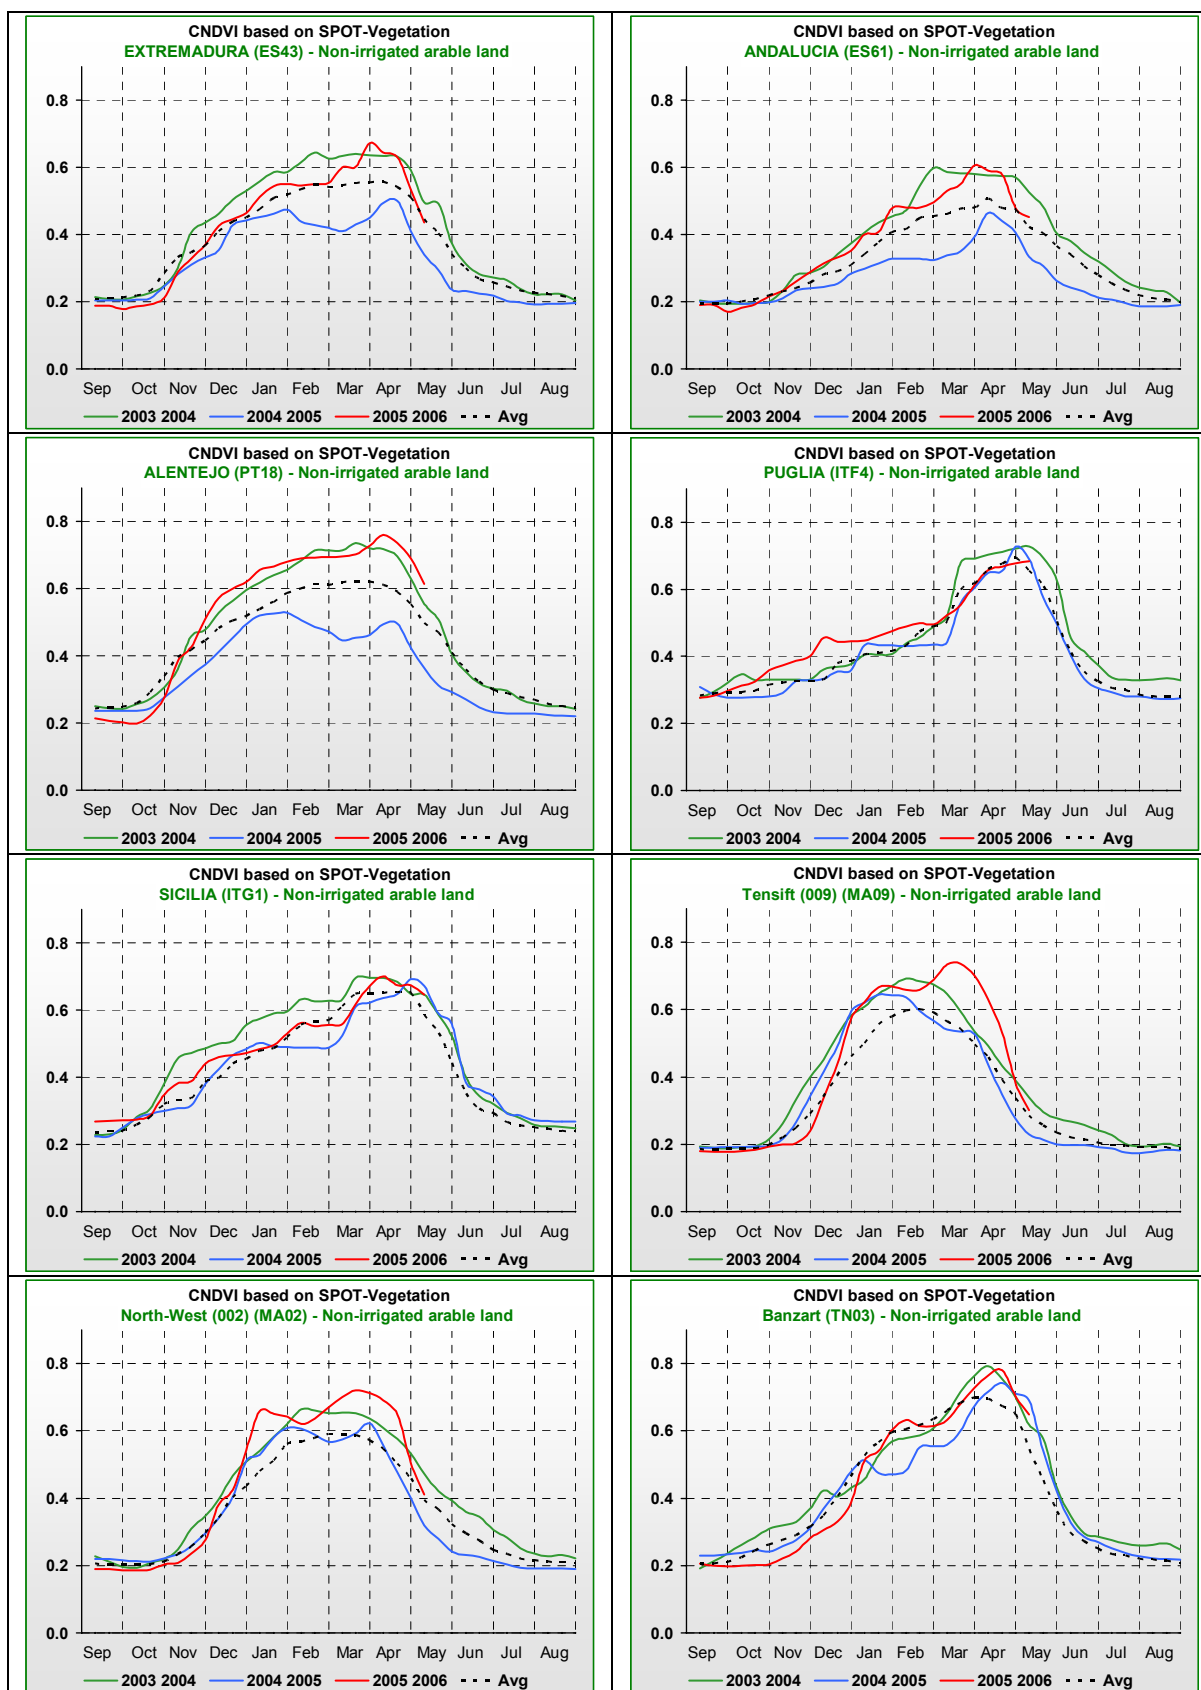 CNDVI based on SPOT-Vegetation
EXTREMADURA (ES43) - Non-irrigated arable land
0.8
0.6
0.4
0.2
0.0
Sep Oct Nov Dec Jan Feb Mar Apr May Jun Jul Aug
2003 2004 2004 2005 2005 2006 Avg
CNDVI based on SPOT-Vegetation
ANDALUCIA (ES61) - Non-irrigated arable land
0.8
0.6
0.4
0.2
0.0
Sep Oct Nov Dec Jan Feb Mar Apr May Jun Jul Aug
2003 2004 2004 2005 2005 2006 Avg
CNDVI based on SPOT-Vegetation
ALENTEJO (PT18) - Non-irrigated arable land
0.8
0.6
0.4
0.2
0.0
Sep Oct Nov Dec Jan Feb Mar Apr May Jun Jul Aug
2003 2004 2004 2005 2005 2006 Avg
CNDVI based on SPOT-Vegetation
PUGLIA (ITF4) - Non-irrigated arable land
0.8
0.6
0.4
0.2
0.0
Sep Oct Nov Dec Jan Feb Mar Apr May Jun Jul Aug
2003 2004 2004 2005 2005 2006 Avg
CNDVI based on SPOT-Vegetation
SICILIA (ITG1) - Non-irrigated arable land
0.8
0.6
0.4
0.2
0.0
Sep Oct Nov Dec Jan Feb Mar Apr May Jun Jul Aug
2003 2004 2004 2005 2005 2006 Avg
CNDVI based on SPOT-Vegetation
Tensift (009) (MA09) - Non-irrigated arable land
0.8
0.6
0.4
0.2
0.0
Sep Oct Nov Dec Jan Feb Mar Apr May Jun Jul Aug
2003 2004 2004 2005 2005 2006 Avg
CNDVI based on SPOT-Vegetation
North-West (002) (MA02) - Non-irrigated arable land
0.8
0.6
0.4
0.2
0.0
Sep Oct Nov Dec Jan Feb Mar Apr May Jun Jul Aug
2003 2004 2004 2005 2005 2006 Avg
CNDVI based on SPOT-Vegetation
Banzart (TN03) - Non-irrigated arable land
0.8
0.6
0.4
0.2
0.0
Sep Oct Nov Dec Jan Feb Mar Apr May Jun Jul Aug
2003 2004 2004 2005 2005 2006 Avg